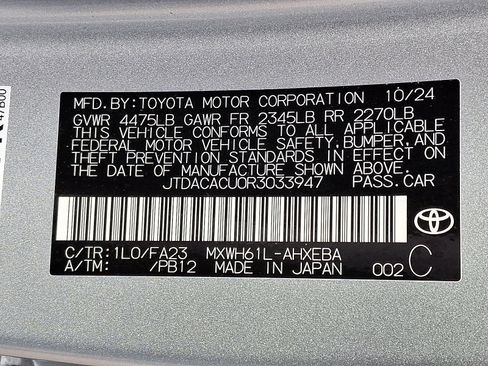 MFD.BY:TOYOTA MOTOR CORPORATION 10/24
GVWR 4475LB GAWR FR 2345LB RR 2270LB
THIS VEHICLE CONFORMS TO ALL APPLICABLE
FEDERAL MOTOR VEHICLE SAFETY, BUMPER,
AND THEFT PREVENTION STANDARDS IN EFFECT
ON THE DATE OF MANUFACTURE SHOWN ABOVE.
JTDACACU0R3033947 PASS.CAR
C/TR:1L0/FA23 MXWH61L-AHXEBA
A/TM: /PB12 MADE IN JAPAN 002 C